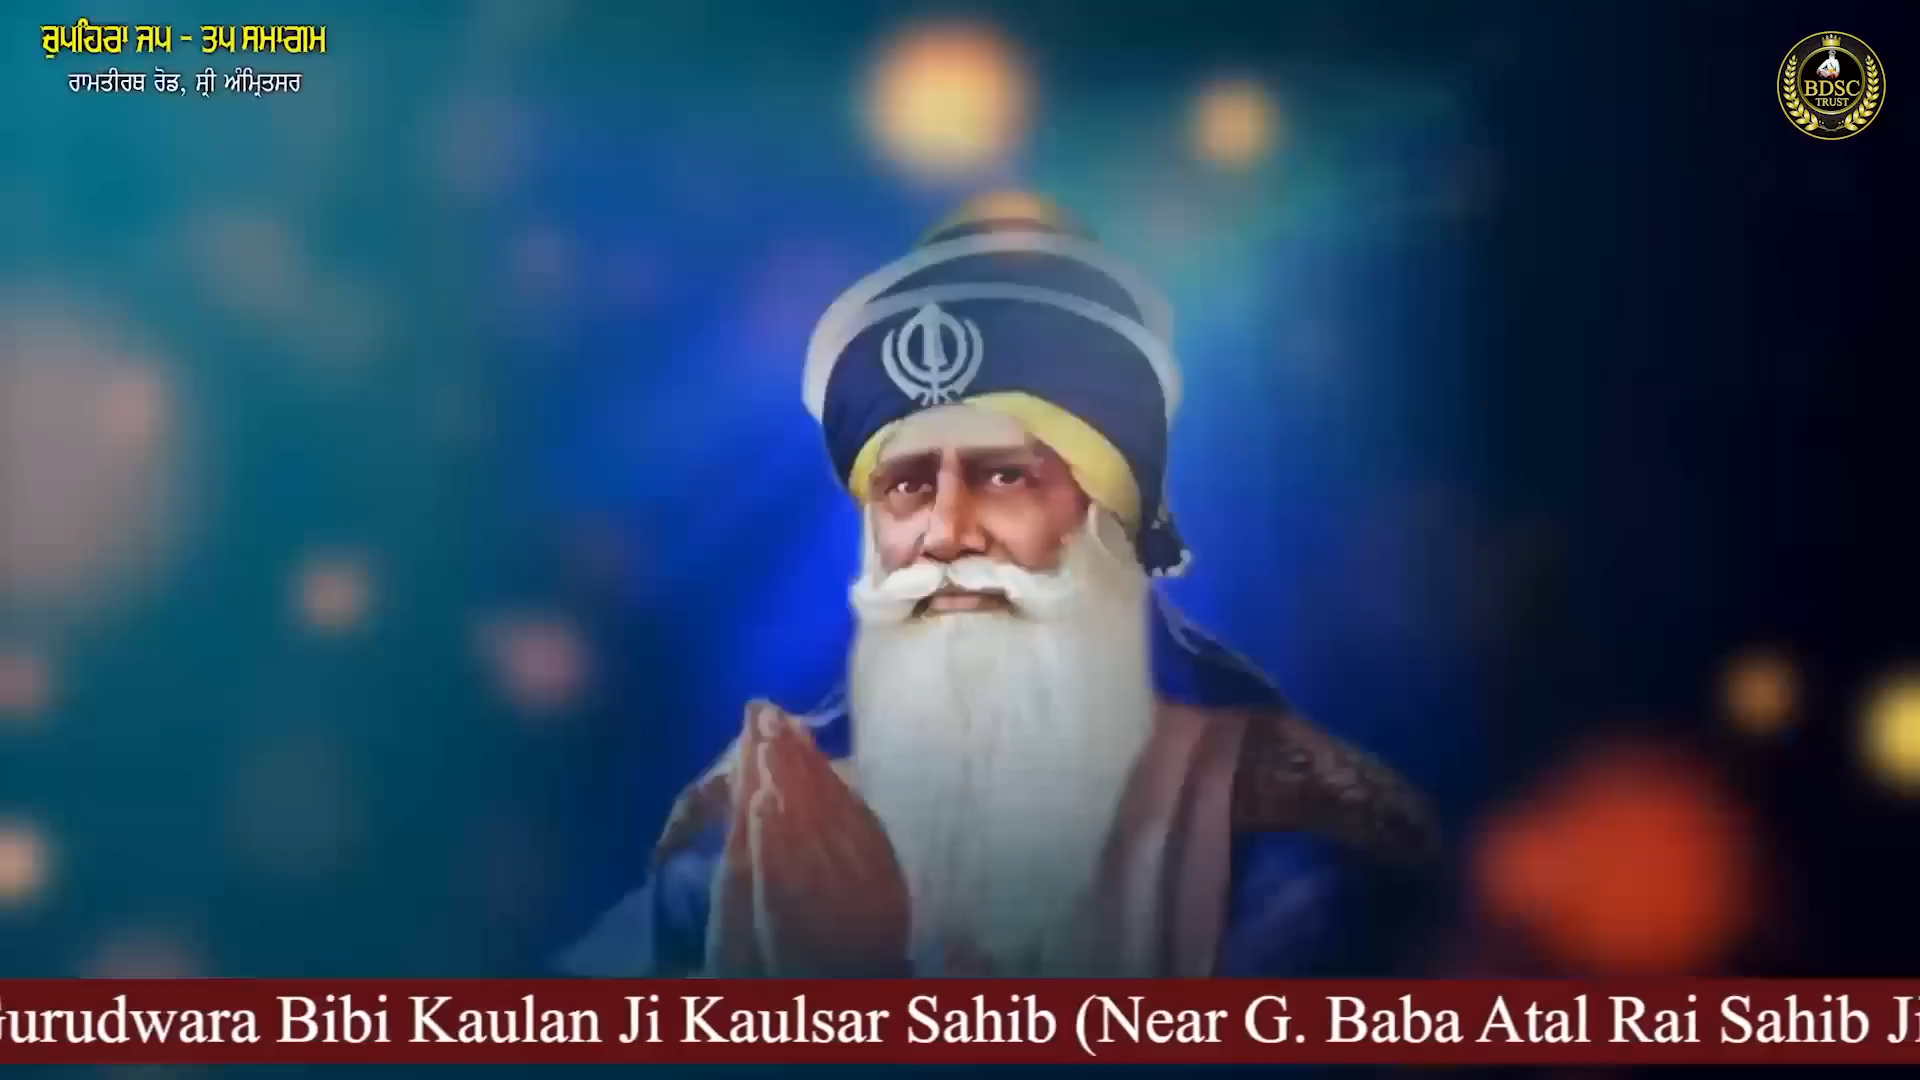 ਚੁਪਹਿਰਾ ਜਪ - ਤਪ ਸਮਾਗਮ
ਰਾਮਤੀਰਥ ਰੋਡ, ਸ੍ਰੀ ਅੰਮ੍ਰਿਤਸਰ
BDSC
TRUST
Gurudwara Bibi Kaulan Ji Kaulsar Sahib (Near G. Baba Atal Rai Sahib Ji